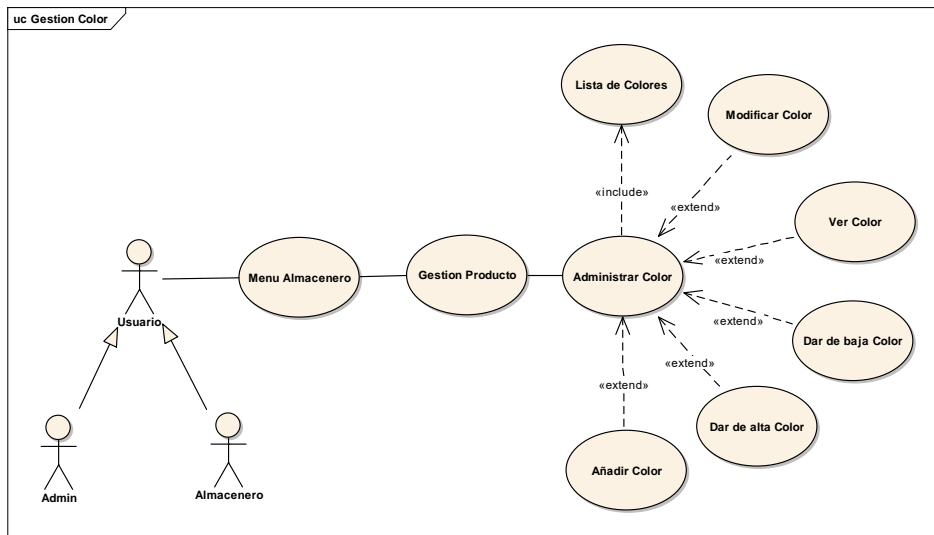 uc Gestion Color
Lista de Colores
Modificar Color
«include»
«extend»
Ver Color
«extend»
Usuario
Menu Almacenero
Gestion Producto
Administrar Color
«extend»
Dar de baja Color
«extend»
«extend»
Dar de alta Color
Añadir Color
Admin
Almacenero